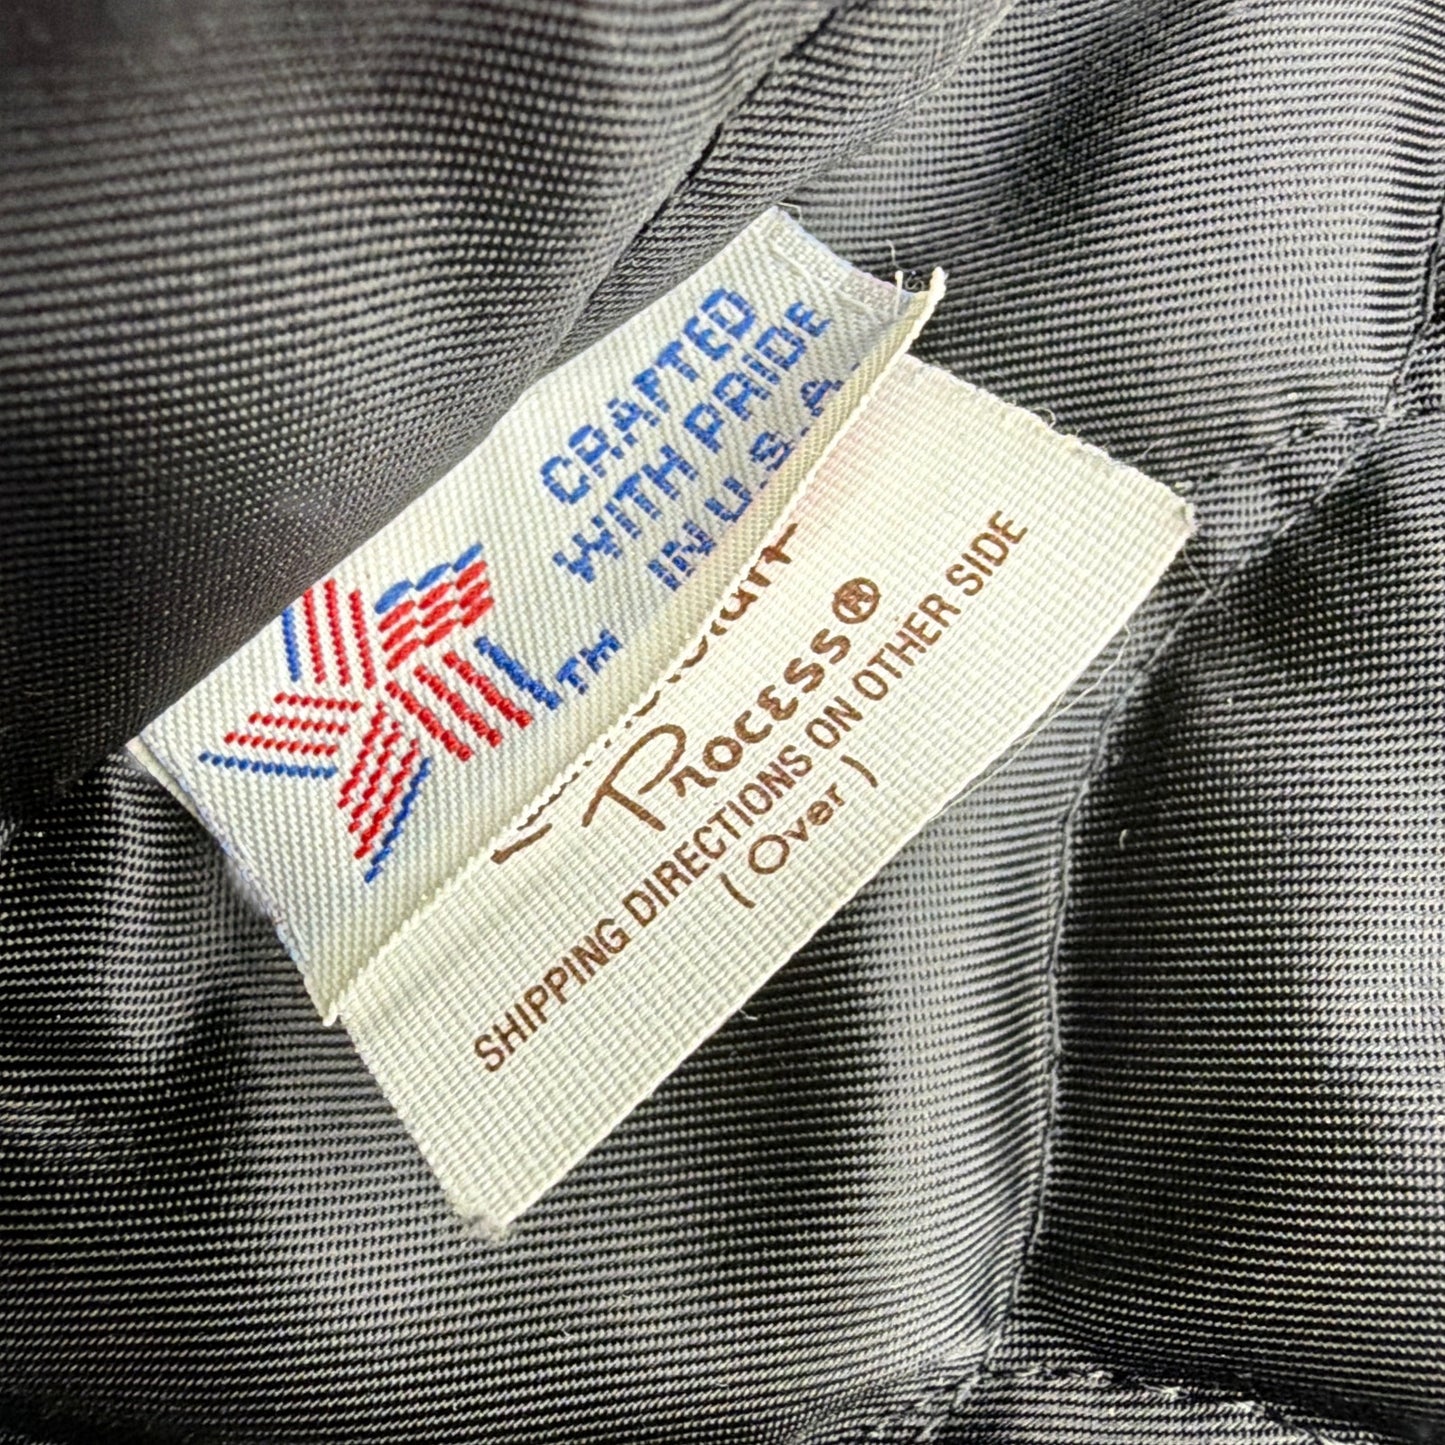 CRAFTED
WITH PRIDE
IN U.S.A
TM
Process®
SHIPPING DIRECTIONS ON OTHER SIDE
(Over)